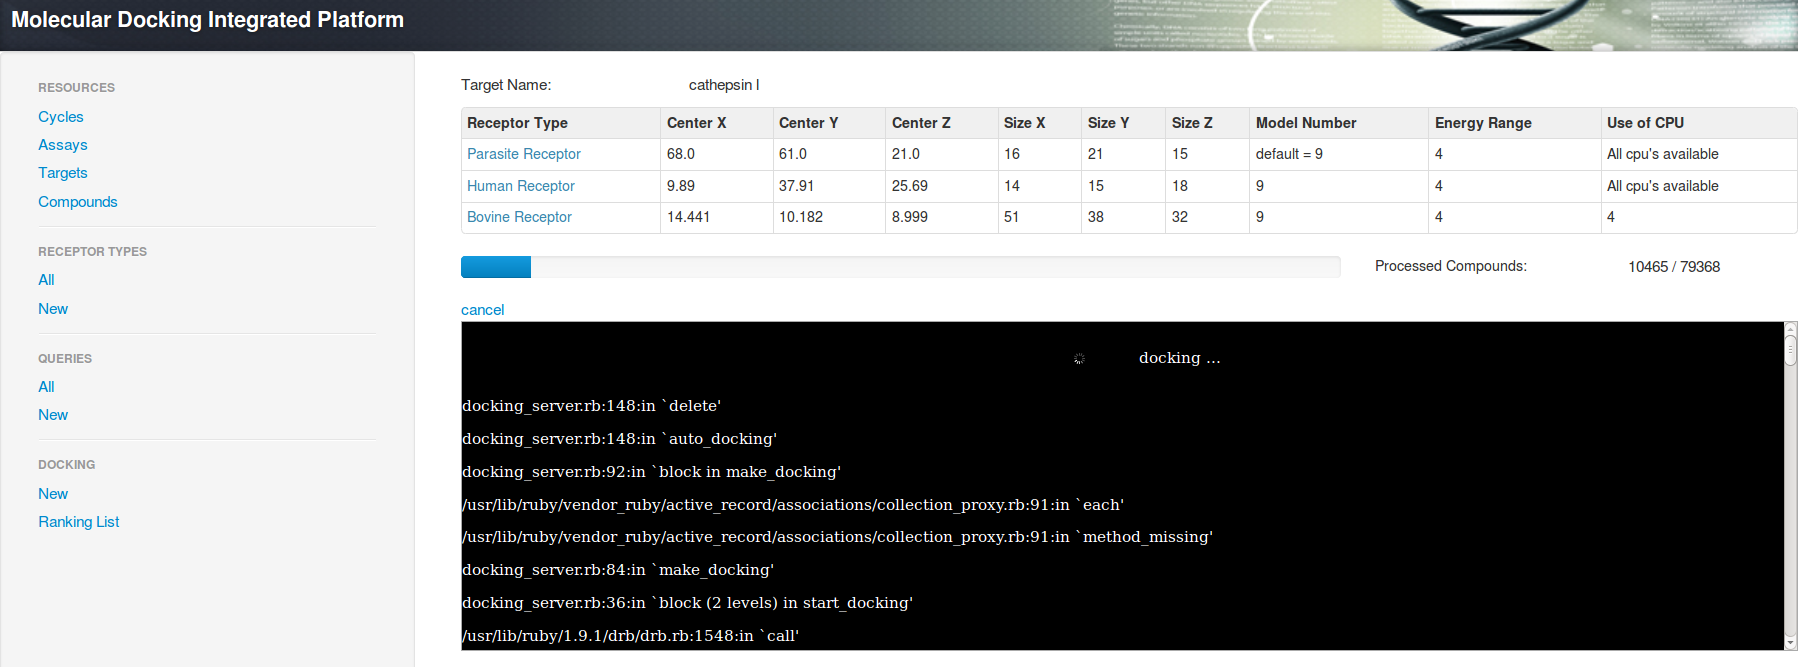 Molecular Docking Integrated Platform
RESOURCES
Cycles
Assays
Targets
Compounds
RECEPTOR TYPES
All
New
QUERIES
All
New
DOCKING
New
Ranking List
Target Name: cathepsin l
Receptor Type Center X Center Y Center Z Size X Size Y Size Z Model Number Energy Range Use of CPU
Parasite Receptor 68.0 61.0 21.0 16 21 15 default = 9 4 All cpu's available
Human Receptor 9.89 37.91 25.69 14 15 18 9 4 All cpu's available
Bovine Receptor 14.441 10.182 8.999 51 38 32 9 4 4
Processed Compounds: 10465 / 79368
cancel
docking ...
docking_server.rb:148:in `delete'
docking_server.rb:148:in `auto_docking'
docking_server.rb:92:in `block in make_docking'
/usr/lib/ruby/vendor_ruby/active_record/associations/collection_proxy.rb:91:in `each'
/usr/lib/ruby/vendor_ruby/active_record/associations/collection_proxy.rb:91:in `method_missing'
docking_server.rb:84:in `make_docking'
docking_server.rb:36:in `block (2 levels) in start_docking'
/usr/lib/ruby/1.9.1/drb/drb.rb:1548:in `call'